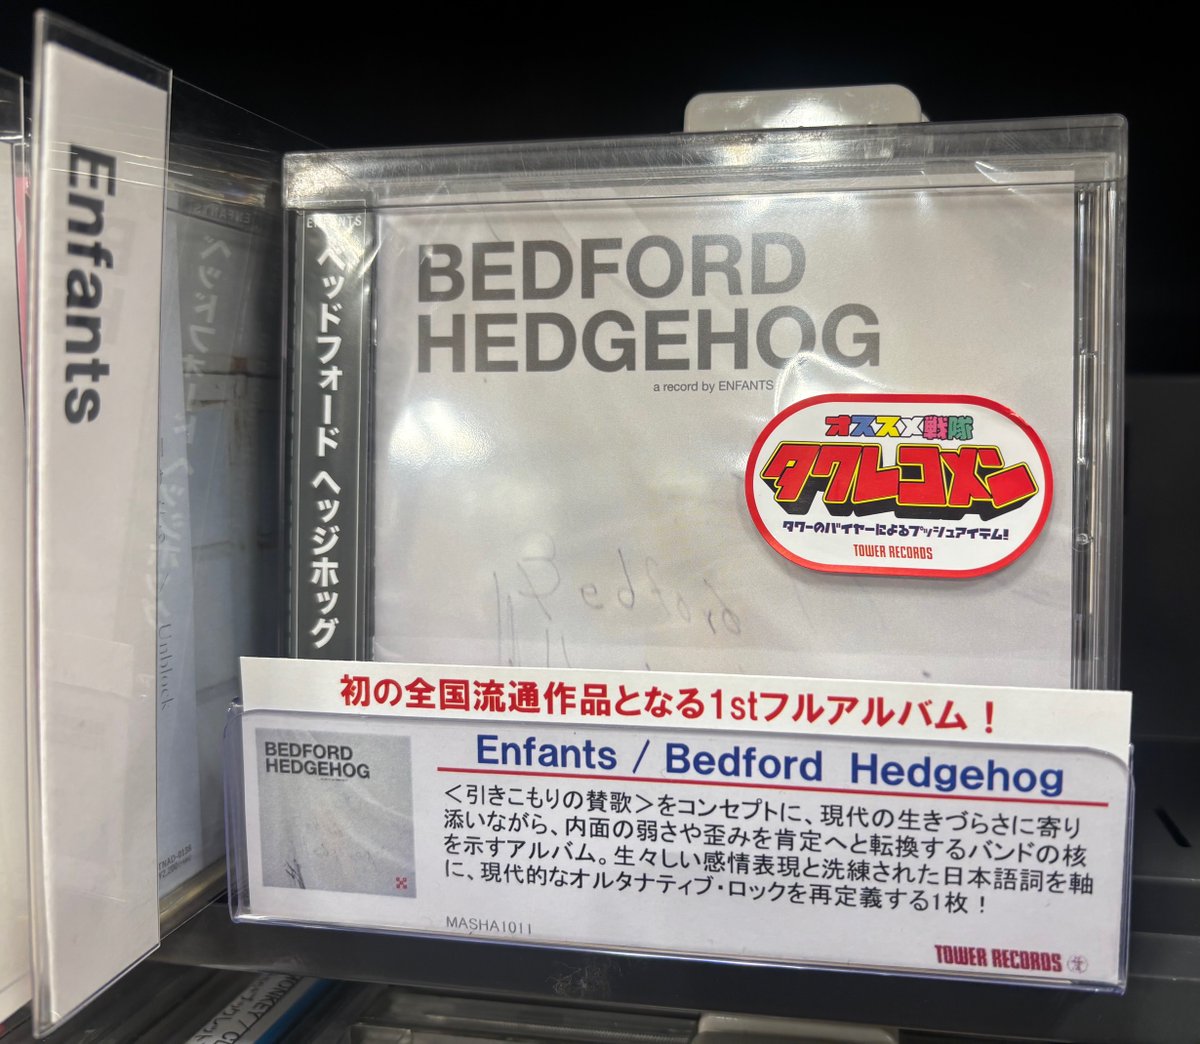 Enfants
ENFANTS
ベッドフォード ヘッジホッグ
BEDFORD
HEDGEHOG
a record by ENFANTS
オススメ戦隊
タワレコメン
タワーのバイヤーによるプッシュアイテム!
TOWER RECORDS
初の全国流通作品となる1stフルアルバム!
BEDFORD
HEDGEHOG
Enfants / Bedford Hedgehog
<引きこもりの賛歌>をコンセプトに、現代の生きづらさに寄り
添いながら、内面の弱さや歪みを肯定へと転換するバンドの核
を示すアルバム。生々しい感情表現と洗練された日本語詞を軸
に、現代的なオルタナティブ・ロックを再定義する1枚!
MASHA1011
TOWER RECORDS
Unblock